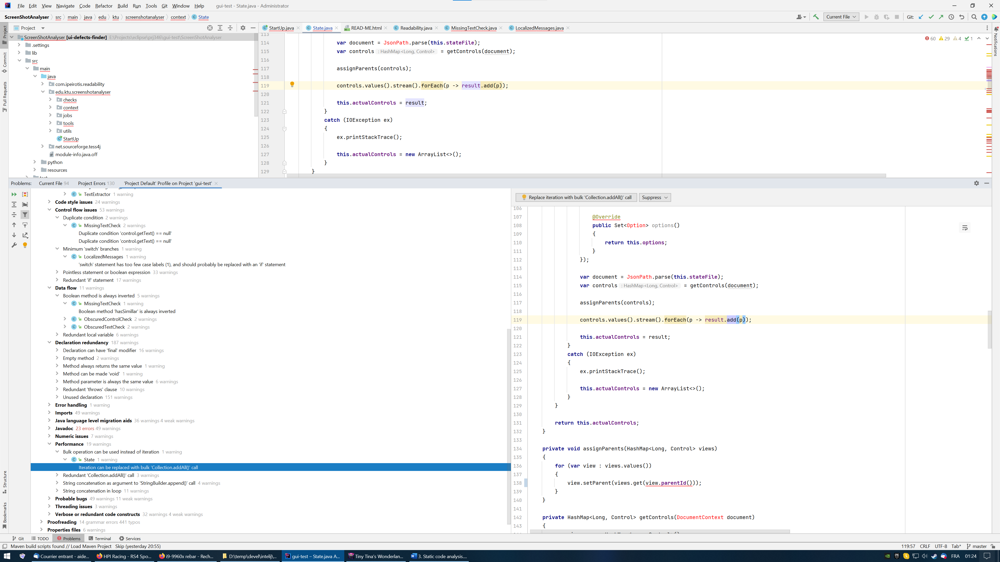 File Edit View Navigate Code Refactor Build Run Tools Git Window Help gui-test - State.java - Administrator
ScreenShotAnalyser src main java edu ktu screenshotanalyser context State Current File Git:
Project
StartUp.java State.java READ-ME.html Readability.java MissingTextCheck.java LocalizedMessages.java
Project
Commit
Pull Requests
Structure
Bookmarks
Notifications
ScreenShotAnalyser [ui-defects-finder] E:\Projects\eclipse\prj346\gui-test\ScreenShotAnalyser
.settings
lib
src
main
java
com.ipeirotis.readability
edu.ktu.screenshotanalyser
checks
context
jobs
tools
utils
StartUp
net.sourceforge.tess4j
module-info.java.off
python
resources
60 29 4 1
113
114 var document = JsonPath.parse(this.stateFile);
115 var controls : HashMap<Long, Control> = getControls(document);
116
117 assignParents(controls);
118
119 controls.values().stream().forEach(p -> result.add(p));
120
121 this.actualControls = result;
122 }
123 catch (IOException ex)
124 {
125 ex.printStackTrace();
126
127 this.actualControls = new ArrayList<>();
128 }
129 }
Problems: Current File 94 Project Errors 130 'Project Default' Profile on Project 'gui-test'
TextExtractor 1 warning
Code style issues 24 warnings
Control flow issues 53 warnings
Duplicate condition 2 warnings
MissingTextCheck 2 warnings
Duplicate condition 'control.getText() == null'
Duplicate condition 'control.getText() == null'
Minimum 'switch' branches 1 warning
LocalizedMessages 1 warning
'switch' statement has too few case labels (1), and should probably be replaced with an 'if' statement
Pointless statement or boolean expression 33 warnings
Redundant 'if' statement 17 warnings
Data flow 11 warnings
Boolean method is always inverted 5 warnings
MissingTextCheck 1 warning
Boolean method 'hasSimillar' is always inverted
ObscuredControlCheck 2 warnings
ObscuredTextCheck 2 warnings
Redundant local variable 6 warnings
Declaration redundancy 187 warnings
Declaration can have 'final' modifier 16 warnings
Empty method 2 warnings
Method always returns the same value 1 warning
Method can be made 'void' 1 warning
Method parameter is always the same value 6 warnings
Redundant 'throws' clause 10 warnings
Unused declaration 151 warnings
Error handling 1 warning
Imports 49 warnings
Java language level migration aids 36 warnings 4 weak warnings
Javadoc 23 errors 49 warnings
Numeric issues 7 warnings
Performance 19 warnings
Bulk operation can be used instead of iteration 1 warning
State 1 warning
Iteration can be replaced with bulk 'Collection.addAll()' call
Redundant 'Collection.addAll()' call 3 warnings
String concatenation as argument to 'StringBuilder.append()' call 4 warnings
String concatenation in loop 11 warnings
Probable bugs 49 warnings 11 weak warnings
Threading issues 3 warnings
Verbose or redundant code constructs 32 warnings 4 weak warnings
Proofreading 14 grammar errors 441 typos
Properties files 6 warnings
Replace iteration with bulk 'Collection.addAll()' call Suppress
106
107 @Override
108 public Set<Option> options()
109 {
110 return this.options;
111 }
112 });
113
114 var document = JsonPath.parse(this.stateFile);
115 var controls : HashMap<Long, Control> = getControls(document);
116
117 assignParents(controls);
118
119 controls.values().stream().forEach(p -> result.add(p));
120
121 this.actualControls = result;
122 }
123 catch (IOException ex)
124 {
125 ex.printStackTrace();
126
127 this.actualControls = new ArrayList<>();
128 }
129 }
130
131 return this.actualControls;
132 }
133
134 private void assignParents(HashMap<Long, Control> views)
135 {
136 for (var view : views.values())
137 {
138 view.setParent(views.get(view.parentId()));
139 }
140 }
141
142 private HashMap<Long, Control> getControls(DocumentContext document)
143 {
Git TODO Problems Terminal Services
Maven build scripts found // Load Maven Project Skip (yesterday 20:55) 119:57 CRLF UTF-8 Tab* master
Courrier entrant - aide... HPI Racing - RS4 Spo... i9-9960x rebar - Rech... D:\temp\devel\intelij\... gui-test – State.java A... Tiny Tina's Wonderlan... 3. Static code analysis.... FRA 01:24